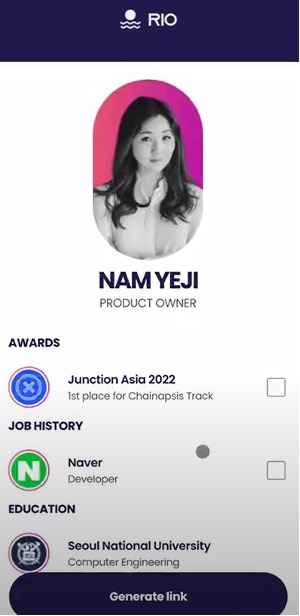 RIO
NAM YEJI
PRODUCT OWNER
AWARDS
Junction Asia 2022
1st place for Chainapsis Track
JOB HISTORY
N
Naver
Developer
EDUCATION
Seoul National University
Computer Engineering
Generate link